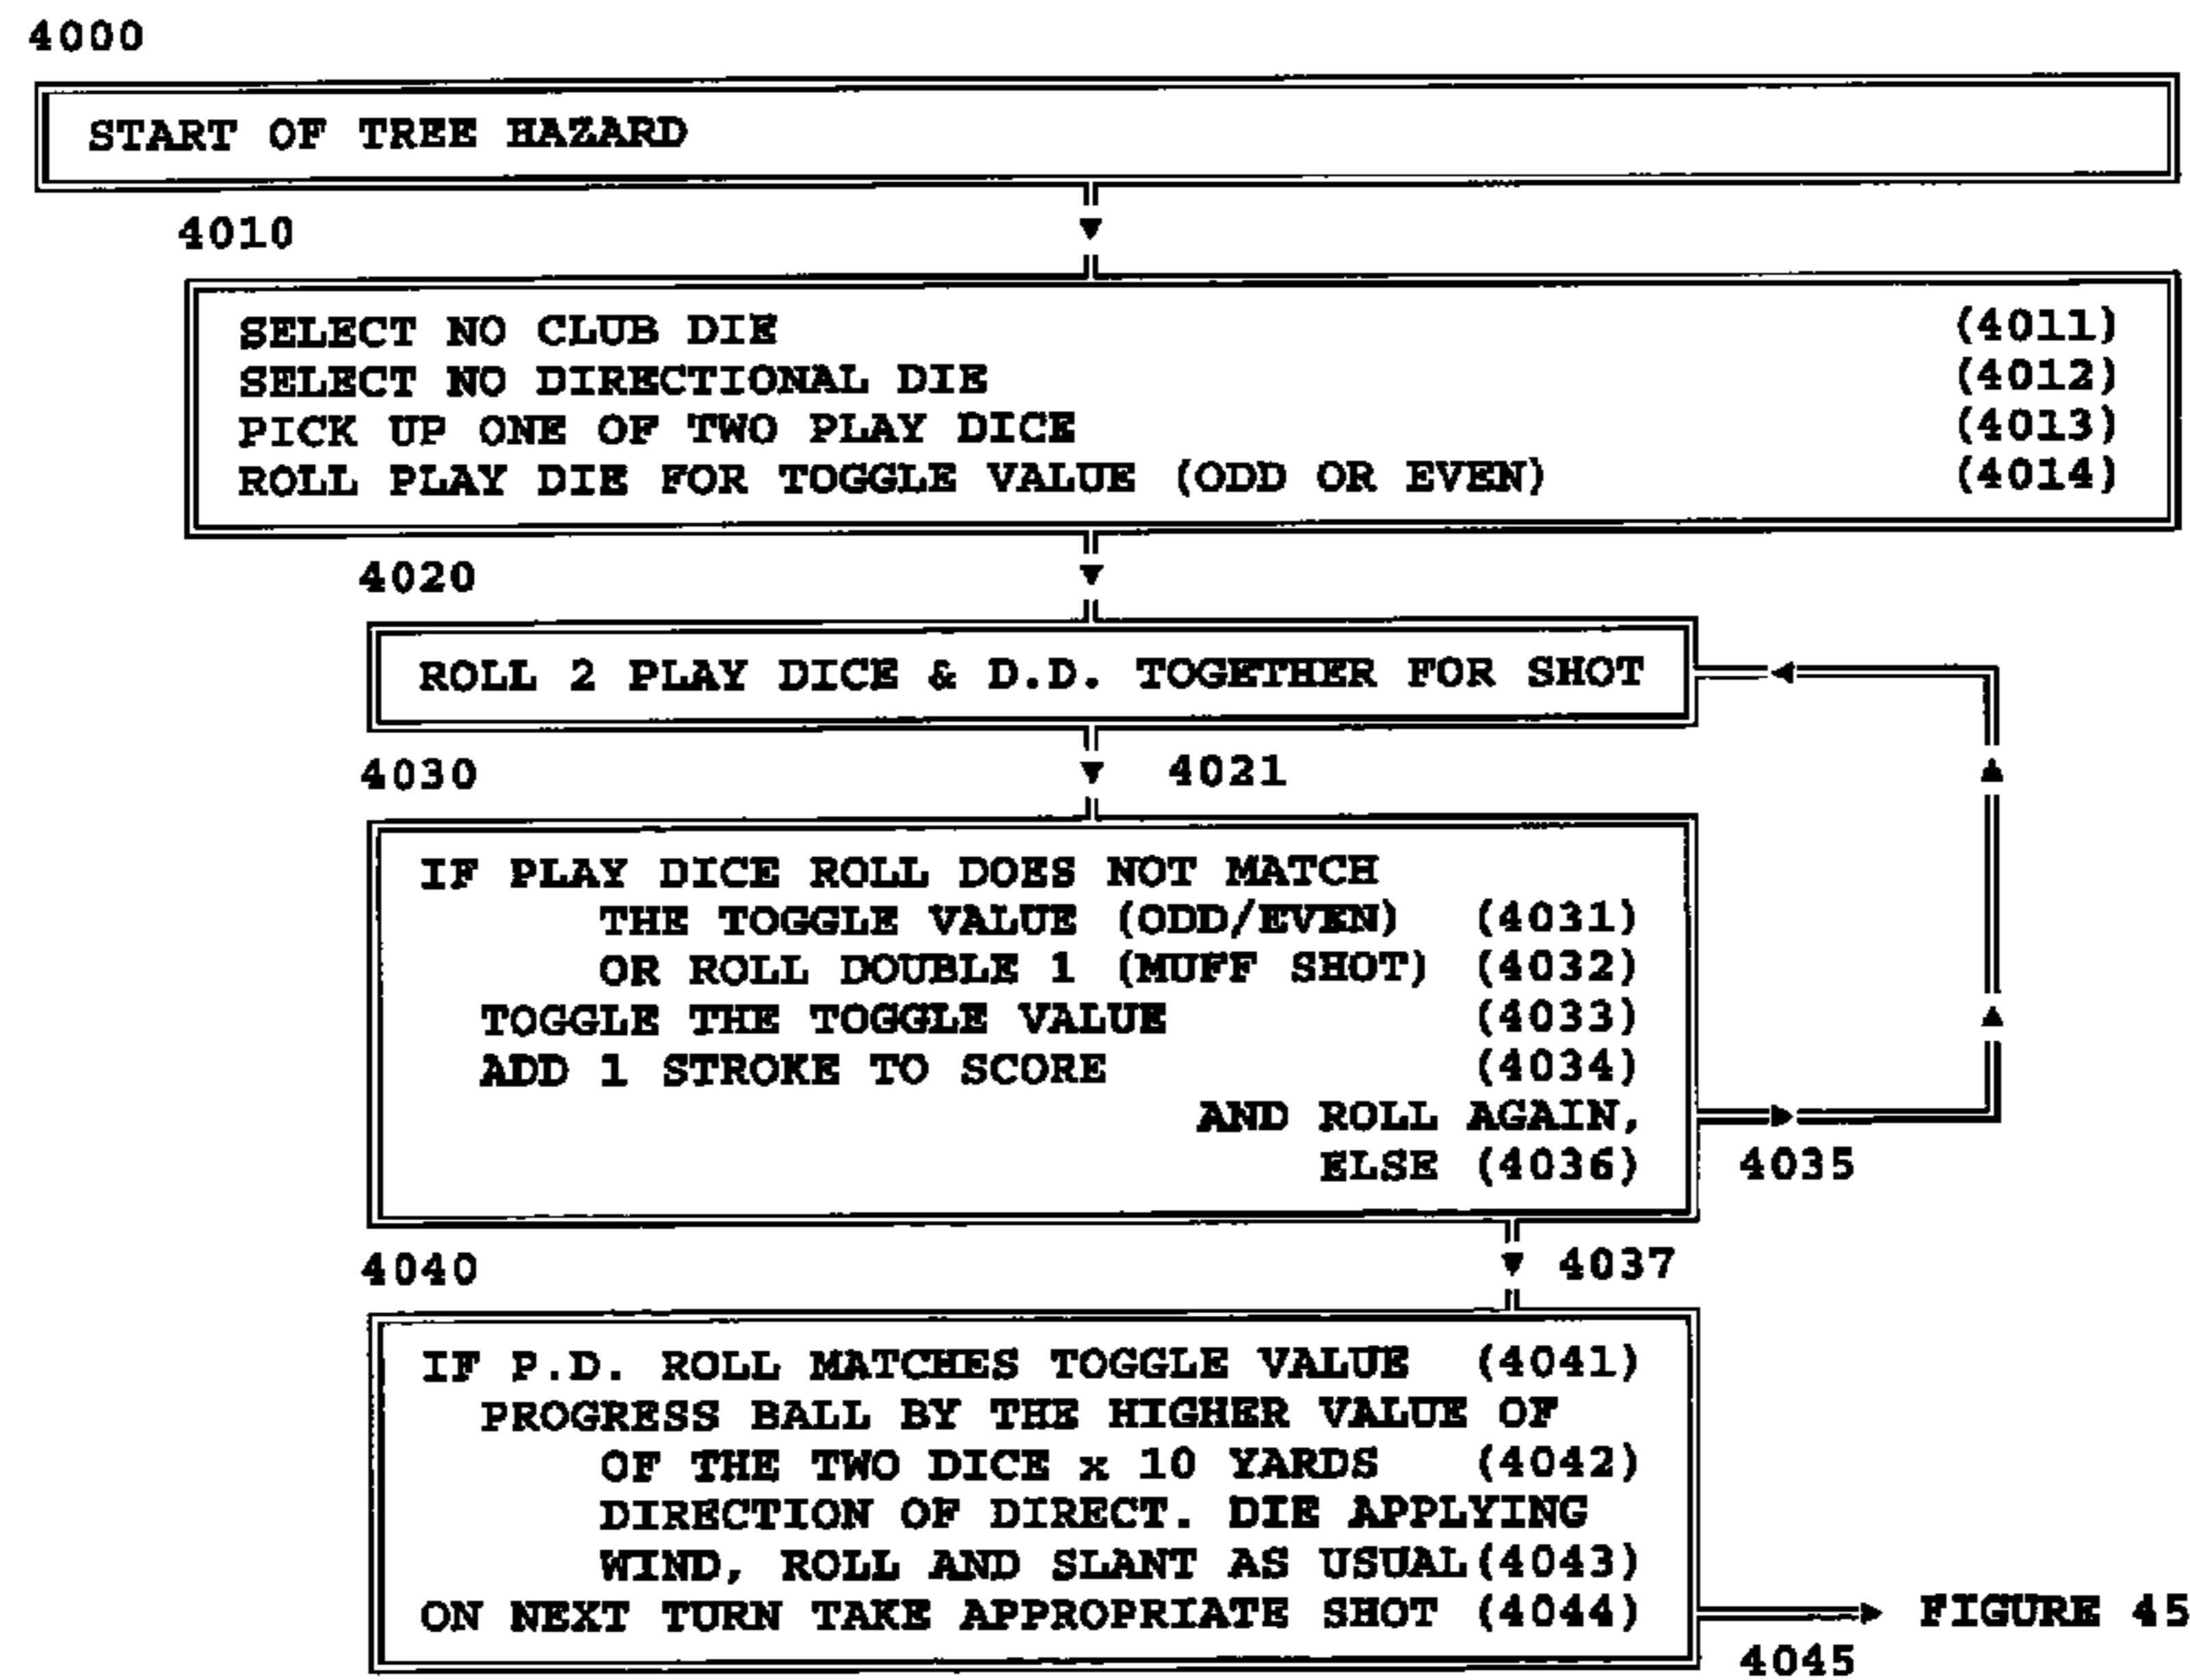 4000
START OF TREE HAZARD
4010
SELECT NO CLUB DIE (4011)
SELECT NO DIRECTIONAL DIE (4012)
PICK UP ONE OF TWO PLAY DICE (4013)
ROLL PLAY DIE FOR TOGGLE VALUE (ODD OR EVEN) (4014)
4020
ROLL 2 PLAY DICE & D.D. TOGETHER FOR SHOT
4030 4021
IF PLAY DICE ROLL DOES NOT MATCH
THE TOGGLE VALUE (ODD/EVEN) (4031)
OR ROLL DOUBLE 1 (MUFF SHOT) (4032)
TOGGLE THE TOGGLE VALUE (4033)
ADD 1 STROKE TO SCORE (4034)
AND ROLL AGAIN,
ELSE (4036) 4035
4040 4037
IF P.D. ROLL MATCHES TOGGLE VALUE (4041)
PROGRESS BALL BY THE HIGHER VALUE OF
OF THE TWO DICE x 10 YARDS (4042)
DIRECTION OF DIRECT. DIE APPLYING
WIND, ROLL AND SLANT AS USUAL(4043)
ON NEXT TURN TAKE APPROPRIATE SHOT (4044) FIGURE 45
4045